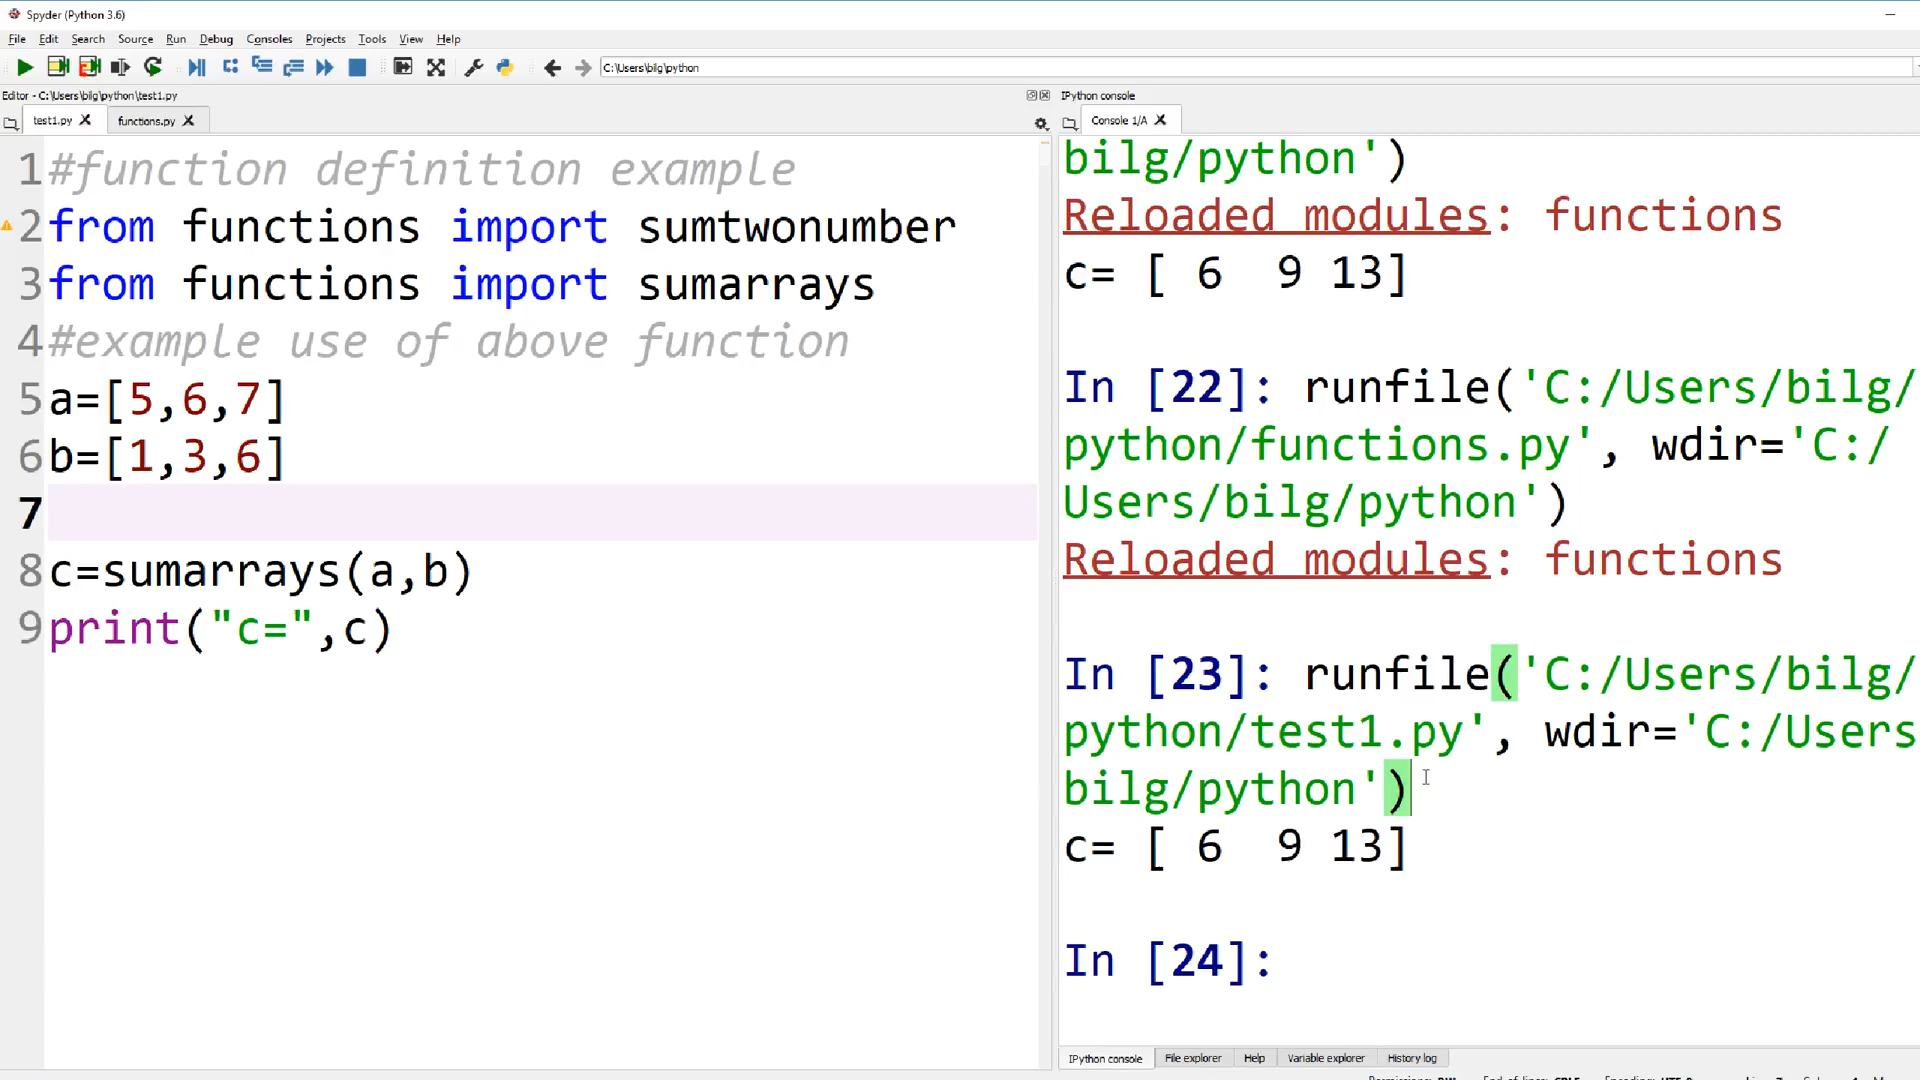 Spyder (Python 3.6)
File Edit Search Source Run Debug Consoles Projects Tools View Help
C:\Users\bilg\python
Editor - C:\Users\bilg\python\test1.py
test1.py functions.py
1 #function definition example
2 from functions import sumtwonumber
3 from functions import sumarrays
4 #example use of above function
5 a=[5,6,7]
6 b=[1,3,6]
7
8 c=sumarrays(a,b)
9 print("c=",c)
IPython console
Console 1/A
bilg/python')
Reloaded modules: functions
c= [ 6  9 13]
In [22]: runfile('C:/Users/bilg/
python/functions.py', wdir='C:/
Users/bilg/python')
Reloaded modules: functions
In [23]: runfile('C:/Users/bilg/
python/test1.py', wdir='C:/Users
bilg/python')
c= [ 6  9 13]
In [24]:
IPython console File explorer Help Variable explorer History log